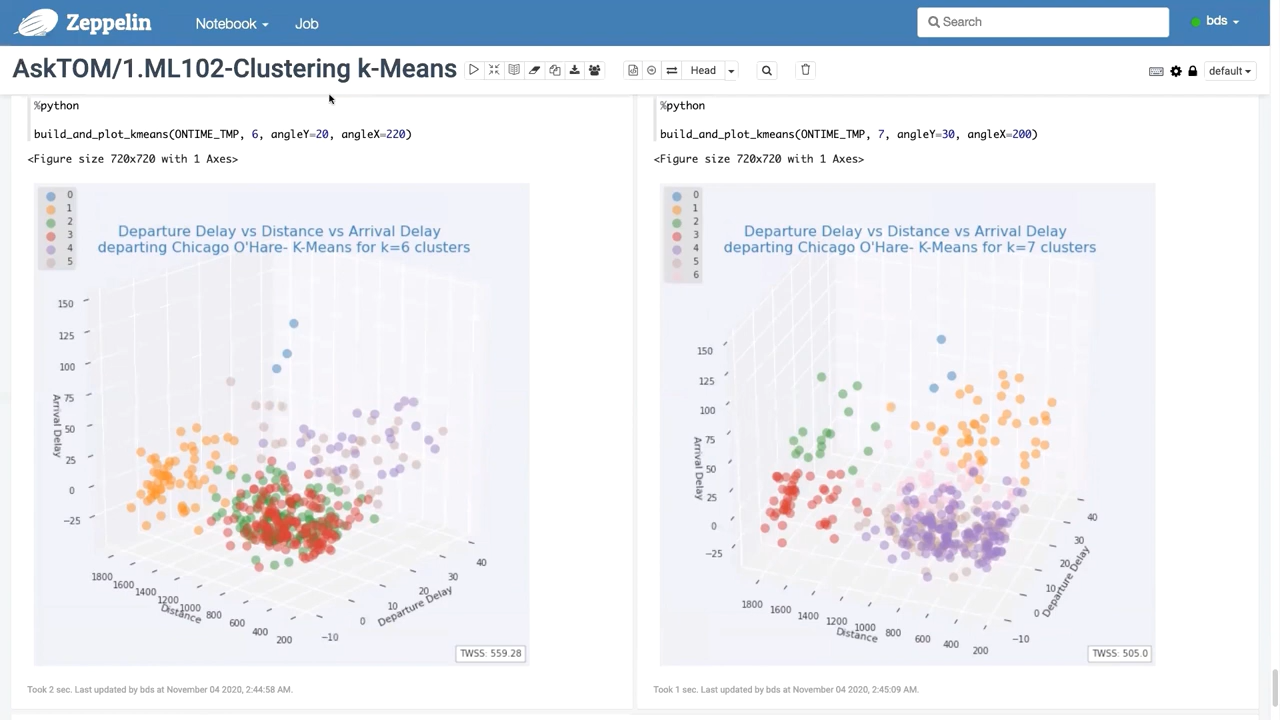 Zeppelin
Notebook
Job
Search
bds
AskTOM/1.ML102-Clustering k-Means
Head
default
%python
build_and_plot_kmeans(ONTIME_TMP, 6, angleY=20, angleX=220)
<Figure size 720x720 with 1 Axes>
0
1
2
3
4
5
Departure Delay vs Distance vs Arrival Delay
departing Chicago O'Hare- K-Means for k=6 clusters
150
125
100
75
50
25
0
−25
Arrival Delay
1800
1600
1400
1200
1000
800
600
400
200
Distance
−10
0
10
20
30
40
Departure Delay
TWSS: 559.28
Took 2 sec. Last updated by bds at November 04 2020, 2:44:58 AM.
%python
build_and_plot_kmeans(ONTIME_TMP, 7, angleY=30, angleX=200)
<Figure size 720x720 with 1 Axes>
0
1
2
3
4
5
6
Departure Delay vs Distance vs Arrival Delay
departing Chicago O'Hare- K-Means for k=7 clusters
150
125
100
75
50
25
0
−25
Arrival Delay
1800
1600
1400
1200
1000
800
600
400
200
Distance
−10
0
10
20
30
40
Departure Delay
TWSS: 505.0
Took 1 sec. Last updated by bds at November 04 2020, 2:45:09 AM.